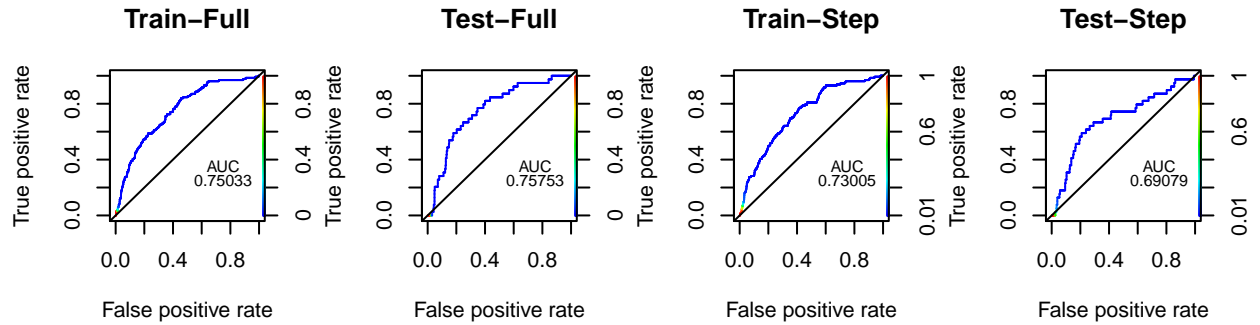 Train−Full
True positive rate
0.0 0.4 0.8
0 0.4 0.8
AUC
0.75033
0.0 0.4 0.8
False positive rate
Test−Full
True positive rate
0.0 0.4 0.8
0 0.4 0.8
AUC
0.75753
0.0 0.4 0.8
False positive rate
Train−Step
True positive rate
0.0 0.4 0.8
0.01 0.6 1
AUC
0.73005
0.0 0.4 0.8
False positive rate
Test−Step
True positive rate
0.0 0.4 0.8
0.01 0.6 1
AUC
0.69079
0.0 0.4 0.8
False positive rate